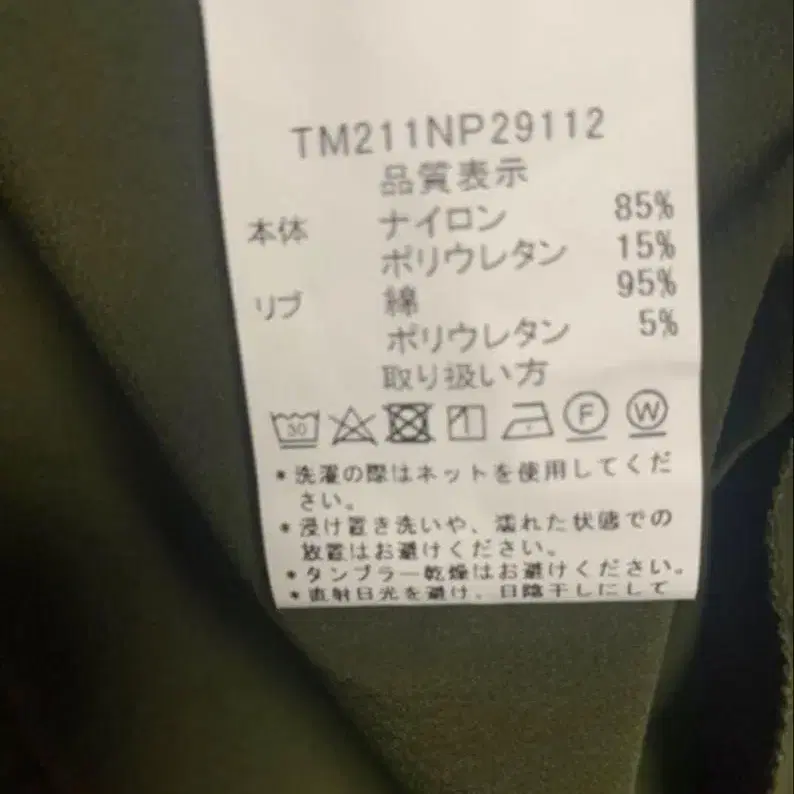 TM211NP29112
品質表示
本体 ナイロン 85%
ポリウレタン 15%
リブ 綿 95%
ポリウレタン 5%
取り扱い方
30 1 F W
*洗濯の際はネットを使用してくだ
さい。
*浸け置き洗いや、濡れた状態での
放置はお避けください。
*タンブラー乾燥はお避けください。
*直射日光を避け、日陰干しにして